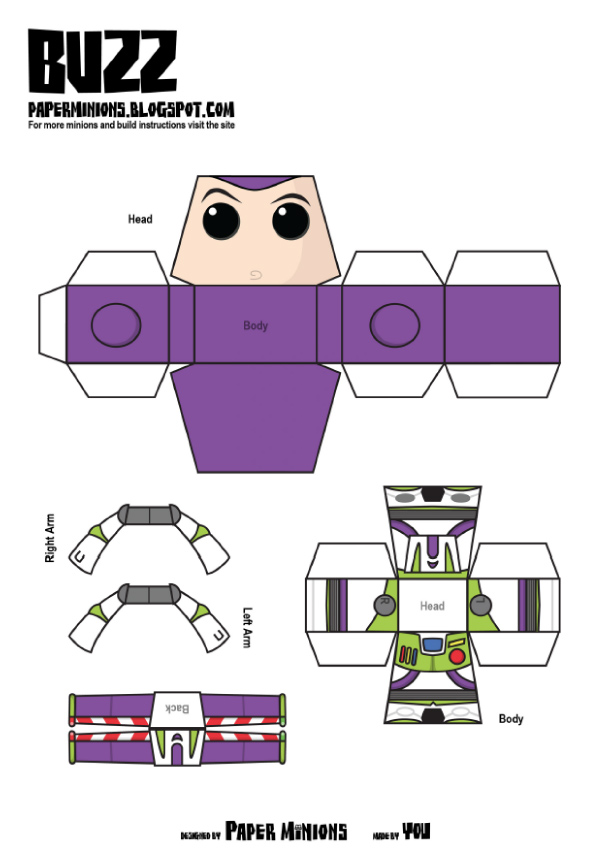 BUZZ
PAPERMINIONS.BLOGSPOT.COM
For more minions and build instructions visit the site
Head
Body
Right Arm
Left Arm
R
L
Head
Back
Body
DESIGNED BY PAPER MINIONS MADE BY YOU